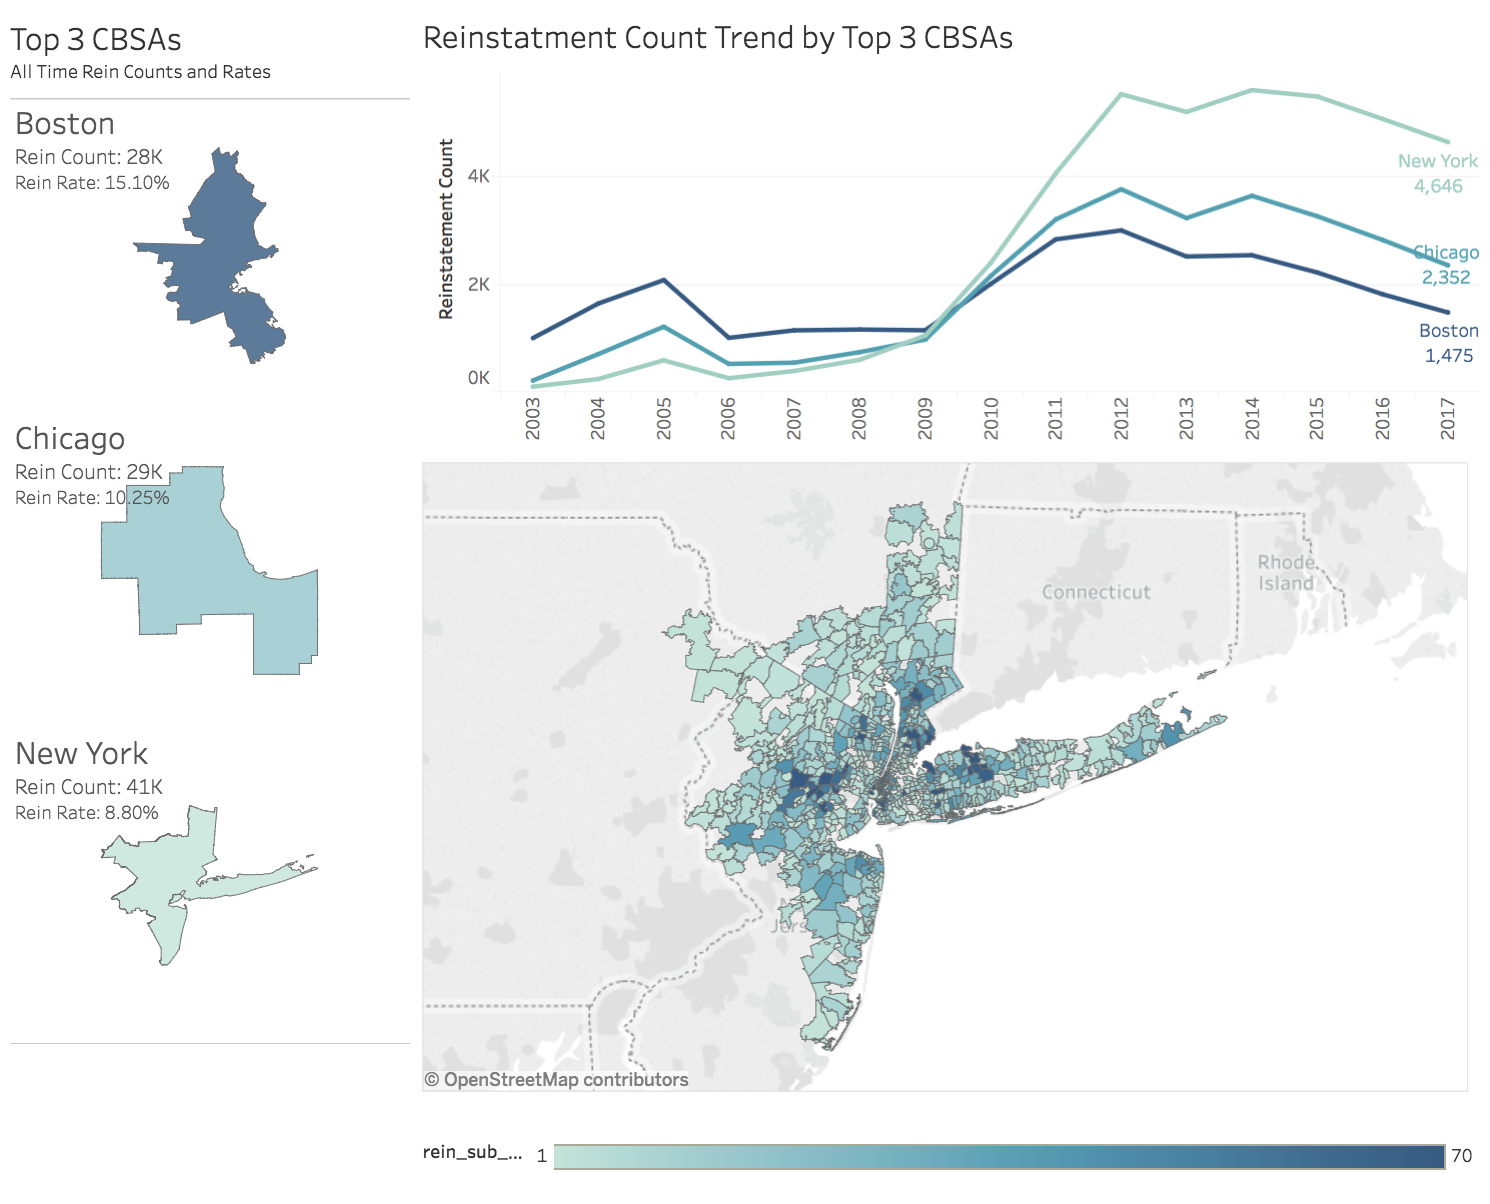 Top 3 CBSAs
All Time Rein Counts and Rates
Boston
Rein Count: 28K
Rein Rate: 15.10%
Chicago
Rein Count: 29K
Rein Rate: 10.25%
New York
Rein Count: 41K
Rein Rate: 8.80%
Reinstatment Count Trend by Top 3 CBSAs
Reinstatement Count
4K
2K
0K
New York
4,646
Chicago
2,352
Boston
1,475
2003 2004 2005 2006 2007 2008 2009 2010 2011 2012 2013 2014 2015 2016 2017
Connecticut
Rhode
Island
© OpenStreetMap contributors
rein_sub_... 1 70